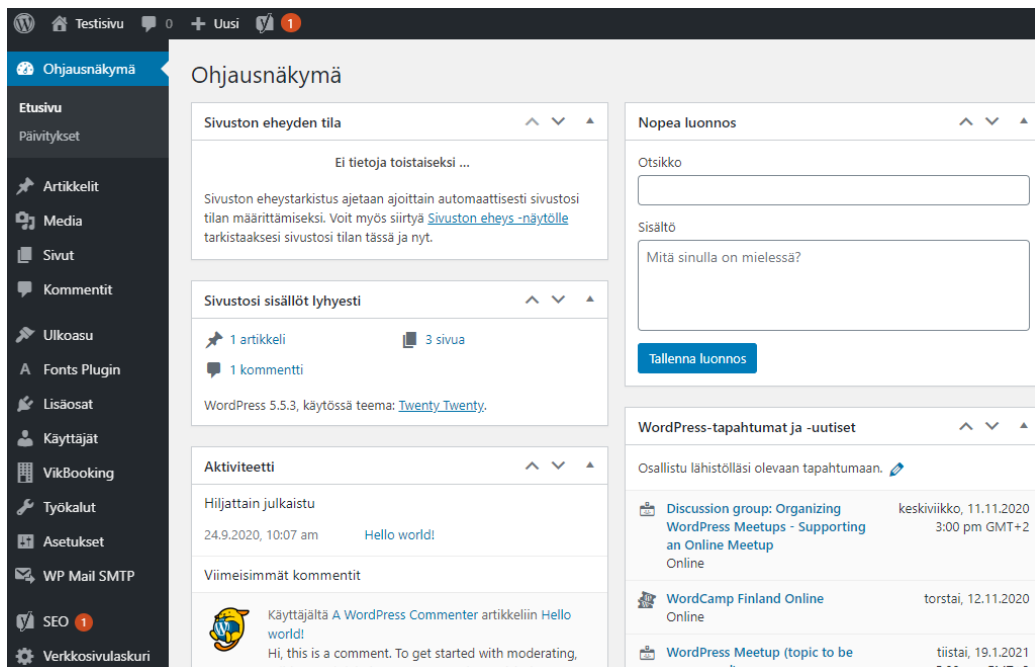 Testisivu 0 Uusi 1
Ohjausnäkymä
Etusivu
Päivitykset
Artikkelit
Media
Sivut
Kommentit
Ulkoasu
Fonts Plugin
Lisäosat
Käyttäjät
VikBooking
Työkalut
Asetukset
WP Mail SMTP
SEO 1
Verkkosivulaskuri
Ohjausnäkymä
Sivuston eheyden tila
Ei tietoja toistaiseksi ...
Sivuston eheystarkistus ajetaan ajoittain automaattisesti sivustosi
tilan määrittämiseksi. Voit myös siirtyä Sivuston eheys -näytölle
tarkistaaksesi sivustosi tilan tässä ja nyt.
Sivustosi sisällöt lyhyesti
1 artikkeli 3 sivua
1 kommentti
WordPress 5.5.3, käytössä teema: Twenty Twenty.
Aktiviteetti
Hiljattain julkaistu
24.9.2020, 10:07 am Hello world!
Viimeisimmät kommentit
Käyttäjältä A WordPress Commenter artikkeliin Hello
world!
Hi, this is a comment. To get started with moderating,
Nopea luonnos
Otsikko
Sisältö
Mitä sinulla on mielessä?
Tallenna luonnos
WordPress-tapahtumat ja -uutiset
Osallistu lähistölläsi olevaan tapahtumaan.
Discussion group: Organizing keskiviikko, 11.11.2020
WordPress Meetups - Supporting 3:00 pm GMT+2
an Online Meetup
Online
WordCamp Finland Online torstai, 12.11.2020
Online
WordPress Meetup (topic to be tiistai, 19.1.2021